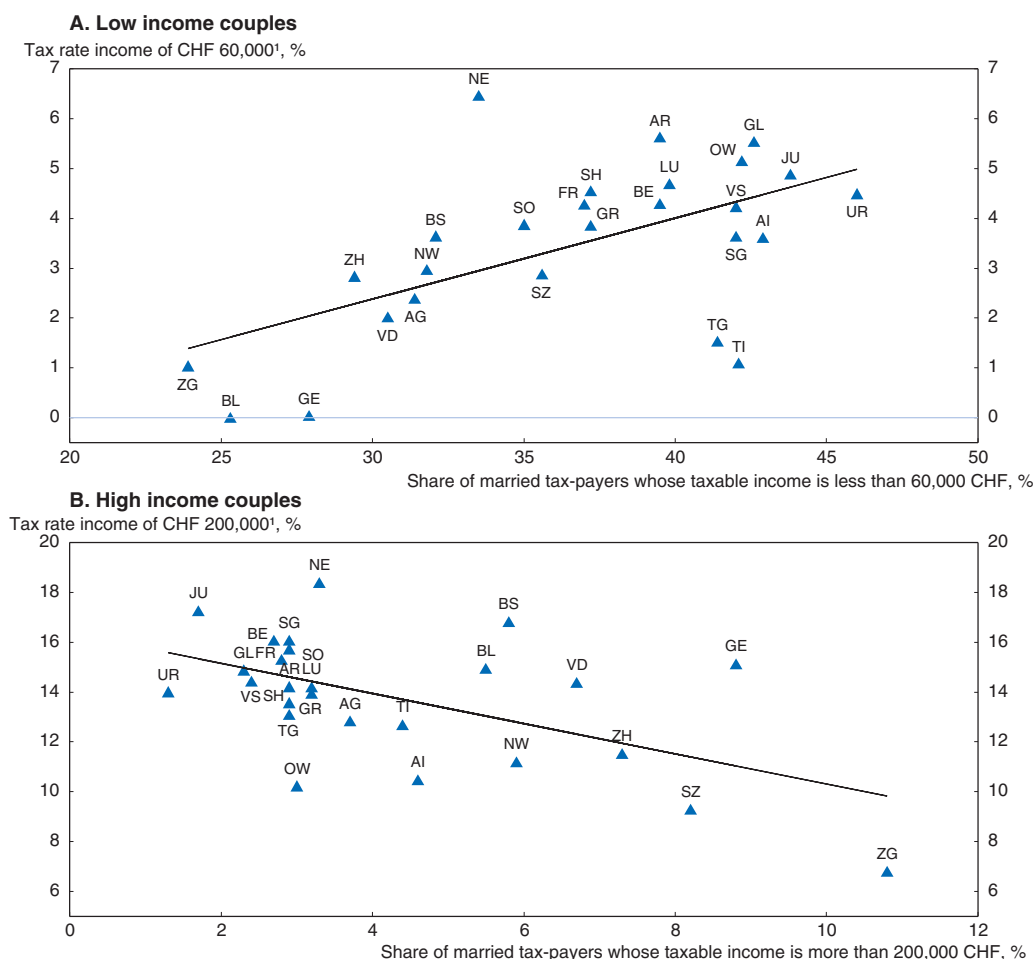 A. Low income couples
Tax rate income of CHF 60,000¹, %
7 7
NE
6 6
AR GL
5 OW JU 5
SH LU
FR BE VS
4 SO GR UR 4
BS AI
SG
3 ZH NW 3
SZ
AG
2 VD 2
TG
TI
1 1
ZG
BL GE
0 0
20 25 30 35 40 45 50
Share of married tax-payers whose taxable income is less than 60,000 CHF, %
B. High income couples
Tax rate income of CHF 200,000¹, %
20 20
NE
18 JU 18
BS
SG
BE
16 GE 16
GL FR SO BL
AR LU VD
UR VS SH
14 GR AG 14
TG TI
12 ZH 12
NW
OW AI
10 10
SZ
8 8
ZG
6 6
0 2 4 6 8 10 12
Share of married tax-payers whose taxable income is more than 200,000 CHF, %